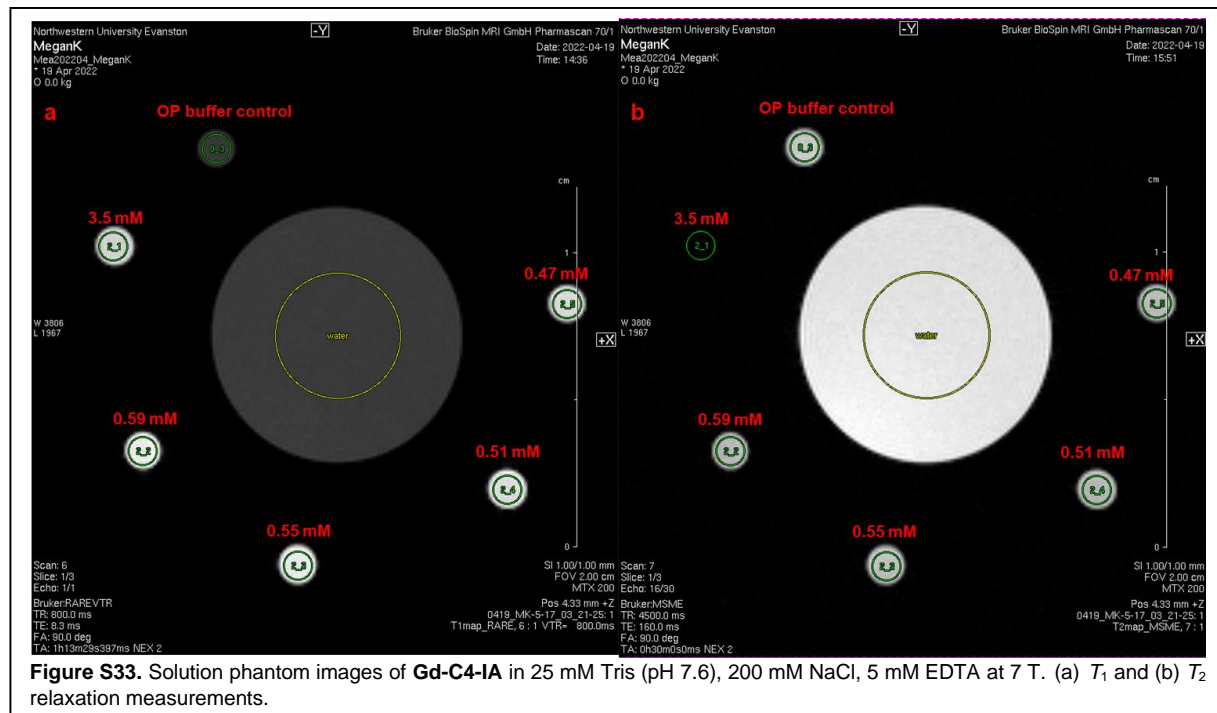 Northwestern University Evanston
MeganK
Mea202204_MeganK
* 19 Apr 2022
O 0.0 kg
-Y
Bruker BioSpin MRI GmbH Pharmascan 70/1
Date: 2022-04-19
Time: 14:36
a
OP buffer control
0_3
3.5 mM
2_1
cm
1
0.47 mM
2_5
W 3806
L 1967
+X
water
0.59 mM
2_2
0.51 mM
2_4
0.55 mM
2_3
0
Scan: 6
Slice: 1/3
Echo: 1/1
Bruker:RAREVTR
TR: 800.0 ms
TE: 8.3 ms
FA: 90.0 deg
TA: 1h13m29s397ms NEX 2
SI 1.00/1.00 mm
FOV 2.00 cm
MTX 200
Pos 4.33 mm +Z
0419_MK-5-17_03_21-25: 1
T1map_RARE, 6 : 1 VTR= 800.0ms
Northwestern University Evanston
MeganK
Mea202204_MeganK
* 19 Apr 2022
O 0.0 kg
-Y
Bruker BioSpin MRI GmbH Pharmascan 70/1
Date: 2022-04-19
Time: 15:51
b
OP buffer control
0_3
3.5 mM
2_1
cm
1
0.47 mM
2_5
W 3806
L 1967
+X
water
0.59 mM
2_2
0.51 mM
2_4
0.55 mM
2_3
0
Scan: 7
Slice: 1/3
Echo: 16/30
Bruker:MSME
TR: 4500.0 ms
TE: 160.0 ms
FA: 90.0 deg
TA: 0h30m0s0ms NEX 2
SI 1.00/1.00 mm
FOV 2.00 cm
MTX 200
Pos 4.33 mm +Z
0419_MK-5-17_03_21-25: 1
T2map_MSME, 7 : 1
Figure S33. Solution phantom images of Gd-C4-IA in 25 mM Tris (pH 7.6), 200 mM NaCl, 5 mM EDTA at 7 T. (a) T₁ and (b) T₂
relaxation measurements.